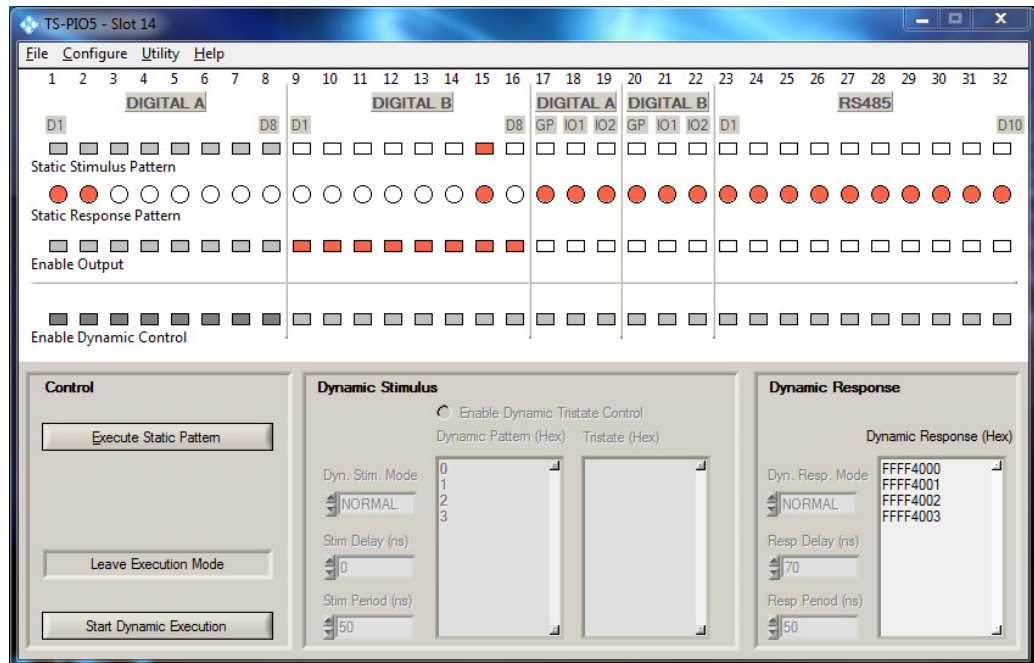 TS-PIO5 - Slot 14
File Configure Utility Help
1 2 3 4 5 6 7 8 9 10 11 12 13 14 15 16 17 18 19 20 21 22 23 24 25 26 27 28 29 30 31 32
DIGITAL A DIGITAL B DIGITAL A DIGITAL B RS485
D1 D8 D1 D8 GP IO1 IO2 GP IO1 IO2 D1 D10
Static Stimulus Pattern
Static Response Pattern
Enable Output
Enable Dynamic Control
Control
Execute Static Pattern
Leave Execution Mode
Start Dynamic Execution
Dynamic Stimulus
Enable Dynamic Tristate Control
Dynamic Pattern (Hex) Tristate (Hex)
Dyn. Stim. Mode
NORMAL
Stim Delay (ns)
0
Stim Period (ns)
50
0
1
2
3
Dynamic Response
Dynamic Response (Hex)
Dyn. Resp. Mode
NORMAL
Resp Delay (ns)
70
Resp Period (ns)
50
FFFF4000
FFFF4001
FFFF4002
FFFF4003